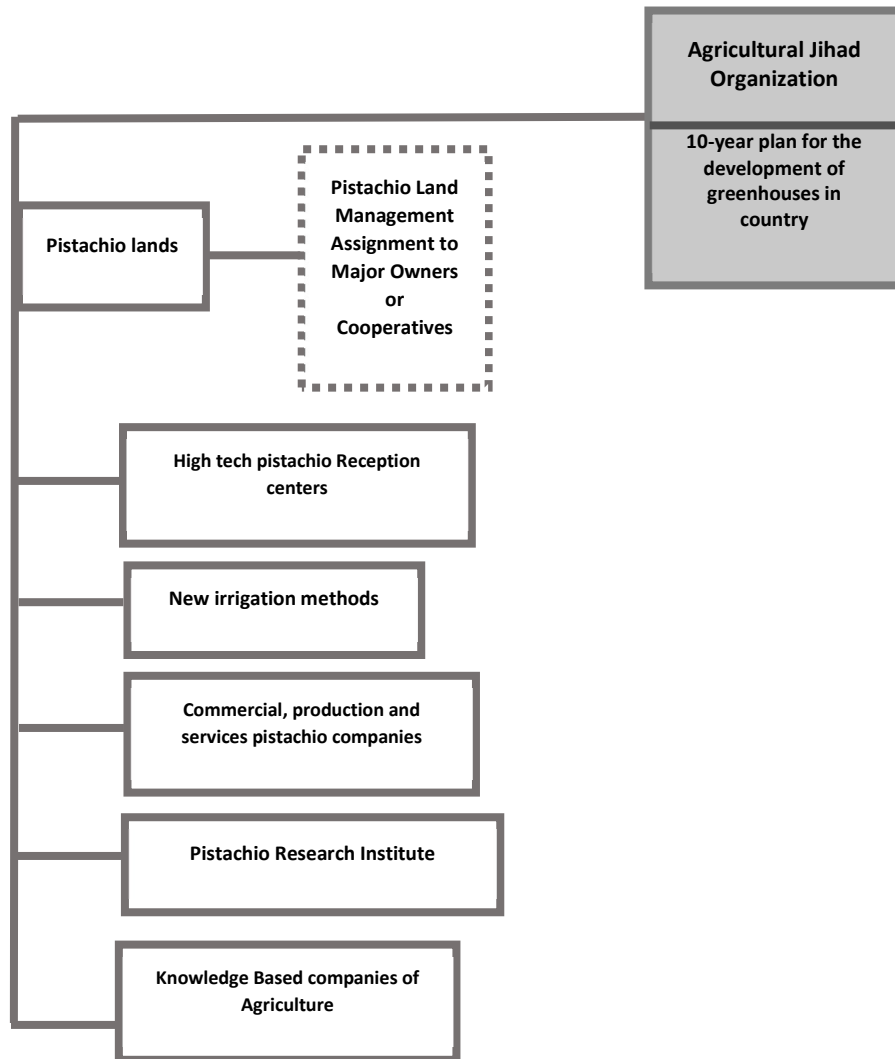 Agricultural Jihad
Organization
10-year plan for the
development of
greenhouses in
country
Pistachio Land
Management
Assignment to
Major Owners
or
Cooperatives
Pistachio lands
High tech pistachio Reception
centers
New irrigation methods
Commercial, production and
services pistachio companies
Pistachio Research Institute
Knowledge Based companies of
Agriculture